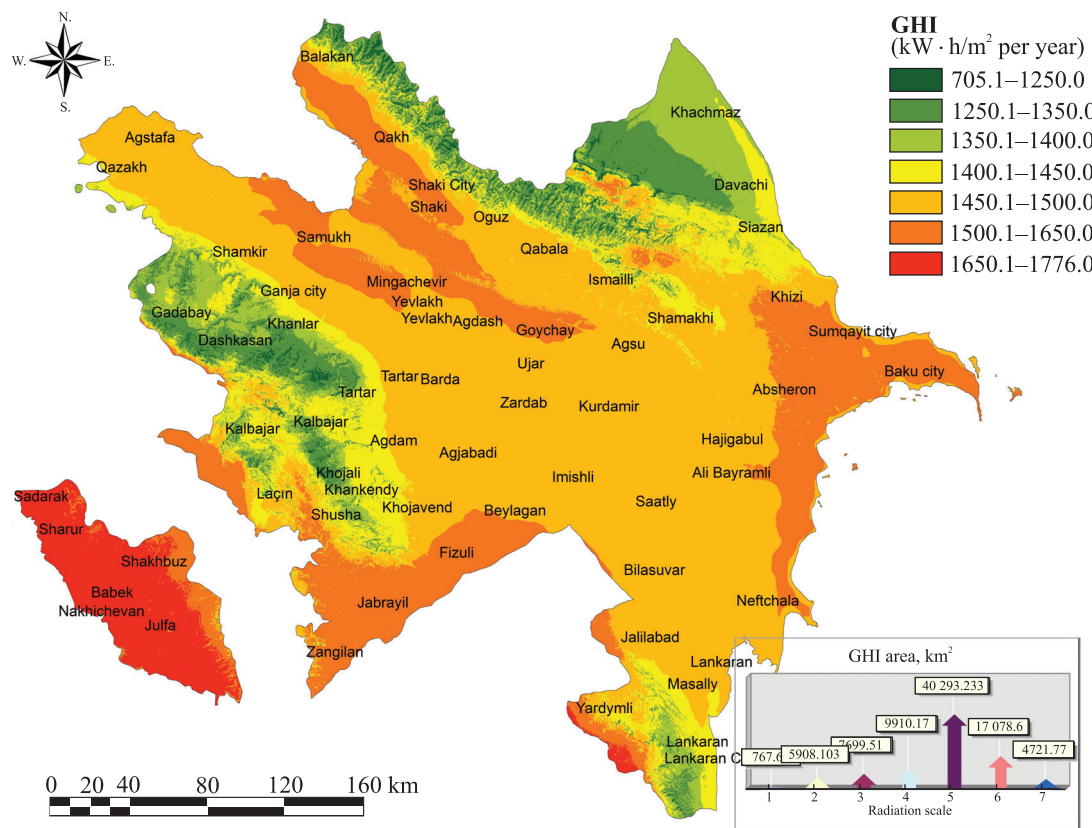 N.
W.
E.
S.
GHI
(kW · h/m² per year)
705.1–1250.0
1250.1–1350.0
1350.1–1400.0
1400.1–1450.0
1450.1–1500.0
1500.1–1650.0
1650.1–1776.0
Balakan
Khachmaz
Agstafa
Qakh
Qazakh
Shaki City
Davachi
Shaki
Oguz
Siazan
Samukh
Qabala
Shamkir
Ismailli
Mingachevir
Ganja city
Khizi
Yevlakh
Gadabay
Yevlakh
Agdash
Shamakhi
Khanlar
Goychay
Sumqayit city
Dashkasan
Agsu
Ujar
Baku city
Tartar
Barda
Absheron
Tartar
Zardab
Kurdamir
Kalbajar
Kalbajar
Agdam
Hajigabul
Agjabadi
Khojali
Ali Bayramli
Imishli
Laçın
Khankendy
Sadarak
Saatly
Khojavend
Beylagan
Shusha
Sharur
Fizuli
Shakhbuz
Bilasuvar
Babek
Jabrayil
Neftchala
Nakhichevan
Julfa
Jalilabad
Zangilan
Lankaran
Masally
Yardymli
Lankaran
Lankaran C
GHI area, km²
40 293.233
9910.17
17 078.6
7699.51
767.6
5908.103
4721.77
1 2 3 4 5 6 7
Radiation scale
0 20 40 80 120 160 km